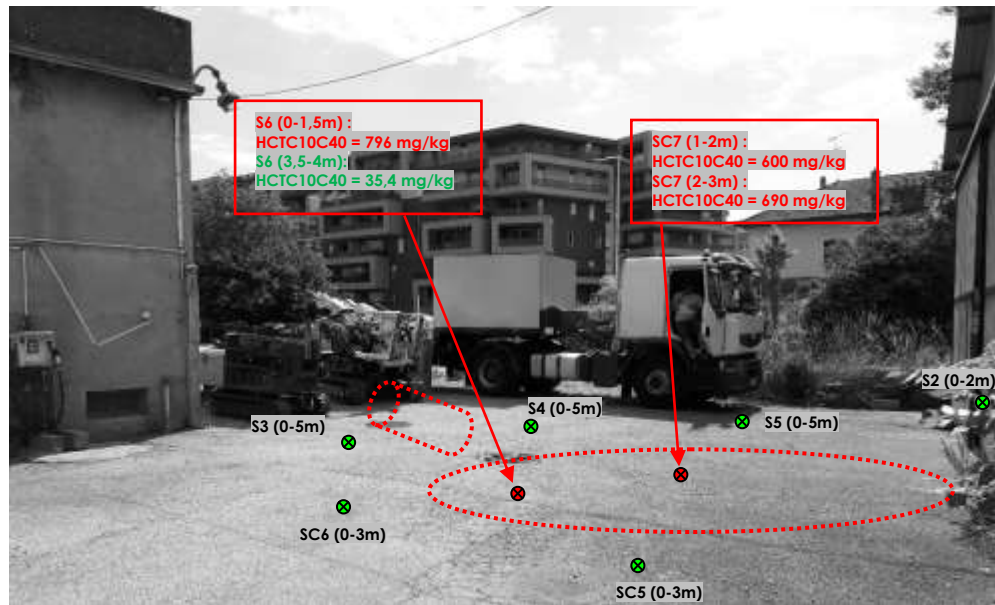 S6 (0-1,5m) :
HCTC10C40 = 796 mg/kg
S6 (3,5-4m):
HCTC10C40 = 35,4 mg/kg
SC7 (1-2m) :
HCTC10C40 = 600 mg/kg
SC7 (2-3m) :
HCTC10C40 = 690 mg/kg
S2 (0-2m)
S4 (0-5m)
S5 (0-5m)
S3 (0-5m)
SC6 (0-3m)
SC5 (0-3m)